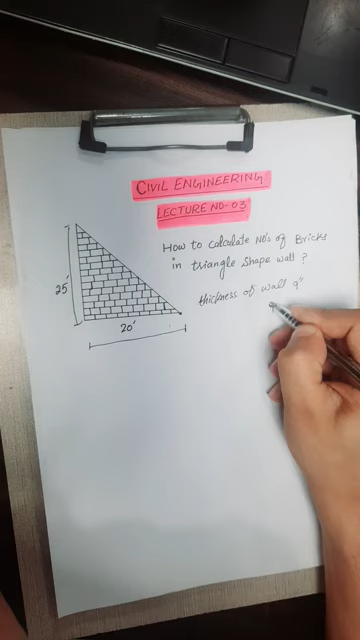 CIVIL ENGINEERING
LECTURE NO-03
How to calculate No's of Bricks
in triangle shape wall ?
thickness of wall 9"
25'
20'